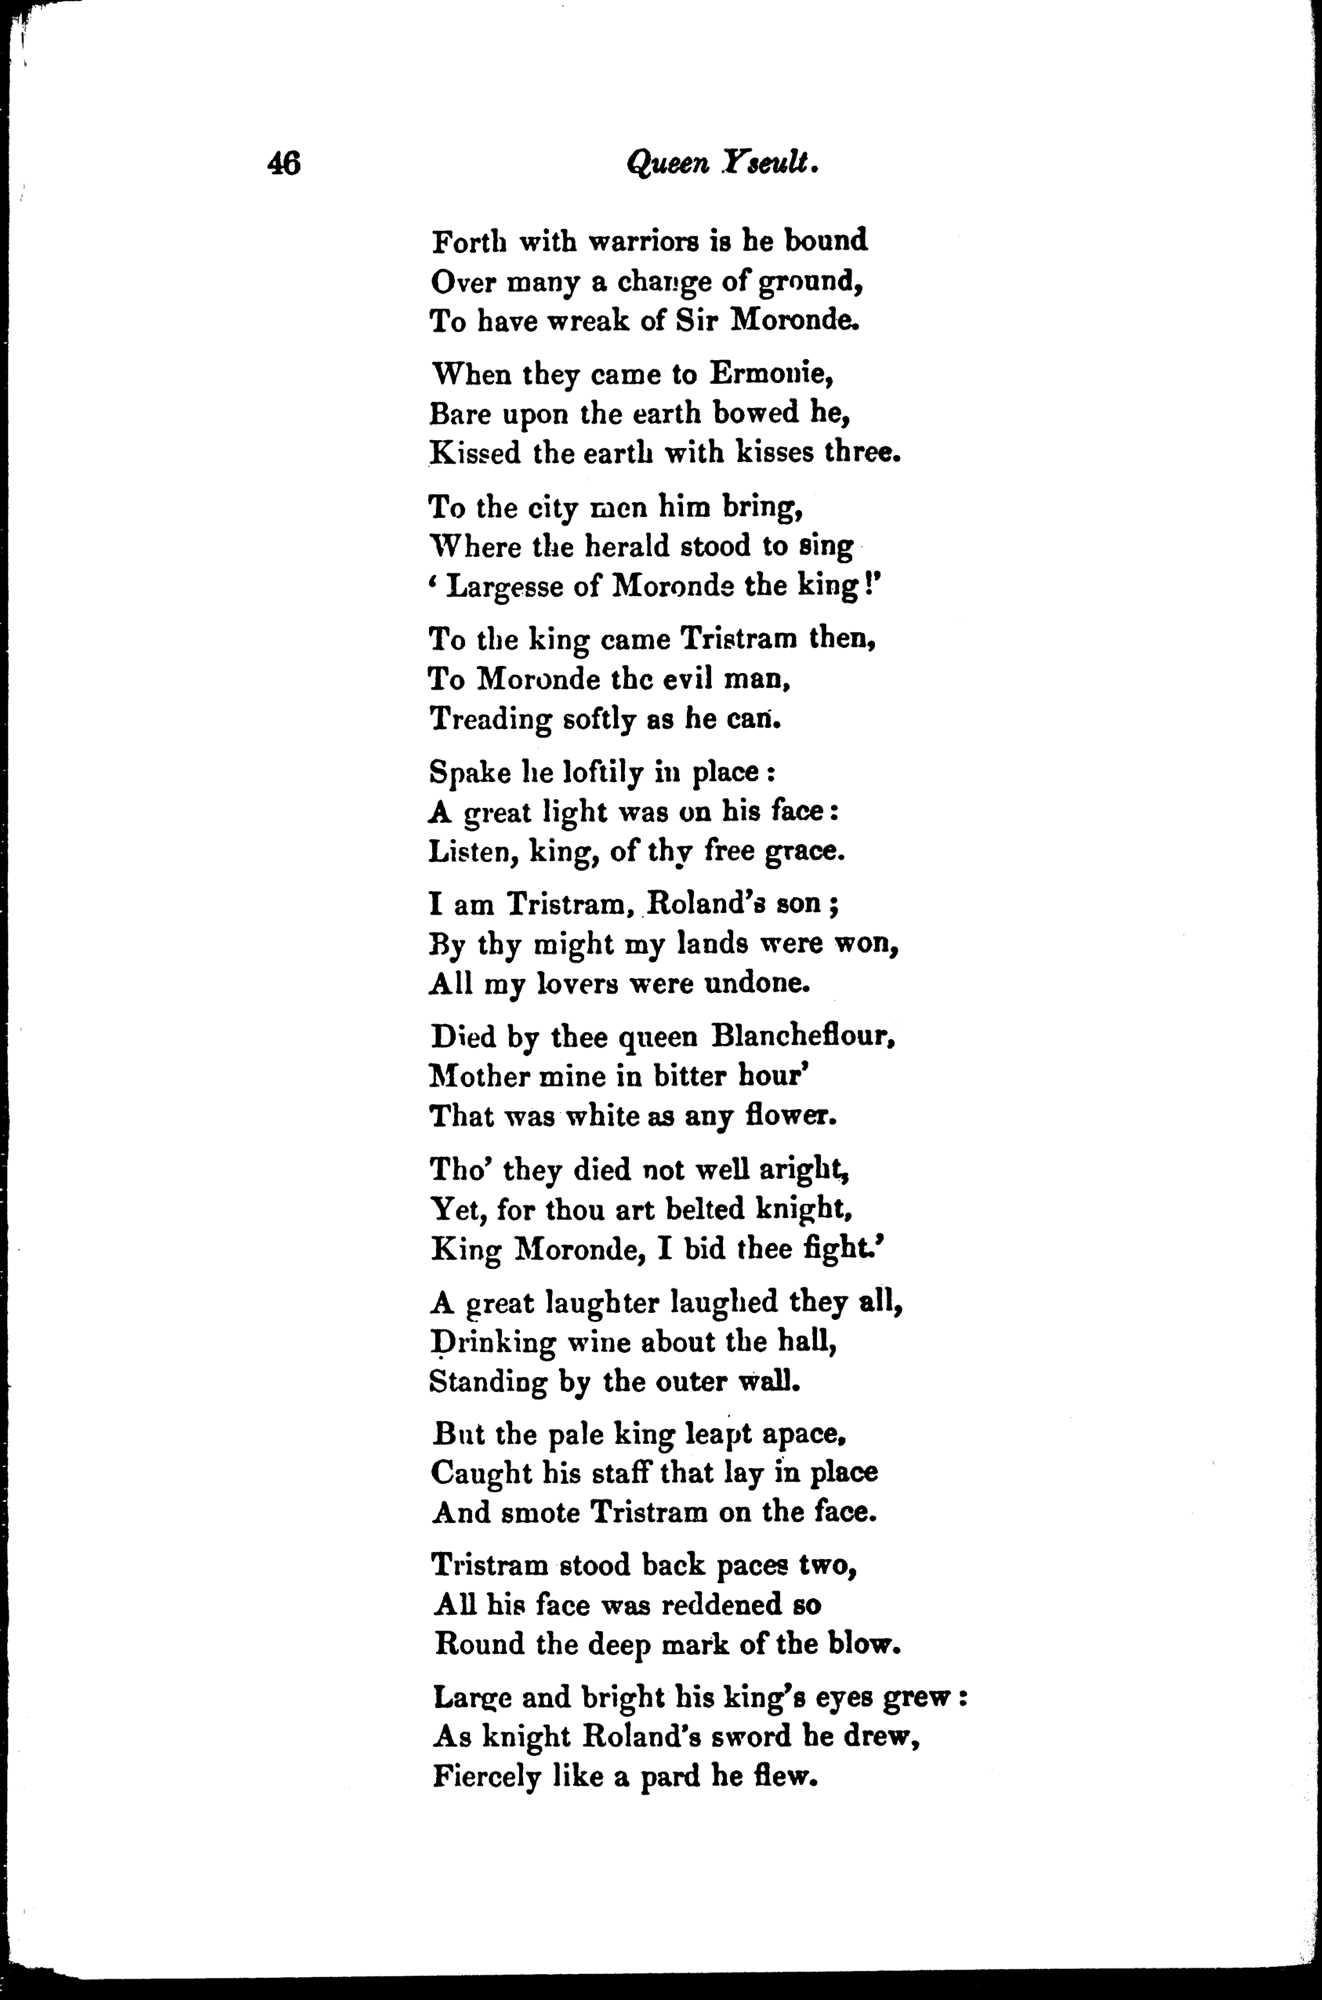 46 Queen Yseult.
Forth with warriors is he bound
Over many a change of ground,
To have wreak of Sir Moronde.
When they came to Ermonie,
Bare upon the earth bowed he,
Kissed the earth with kisses three.
To the city men him bring,
Where the herald stood to sing
‘ Largesse of Moronde the king!’
To the king came Tristram then,
To Moronde the evil man,
Treading softly as he can.
Spake he loftily in place :
A great light was on his face :
Listen, king, of thy free grace.
I am Tristram, Roland’s son ;
By thy might my lands were won,
All my lovers were undone.
Died by thee queen Blancheflour,
Mother mine in bitter hour’
That was white as any flower.
Tho’ they died not well aright,
Yet, for thou art belted knight,
King Moronde, I bid thee fight.’
A great laughter laughed they all,
Drinking wine about the hall,
Standing by the outer wall.
But the pale king leapt apace,
Caught his staff that lay in place
And smote Tristram on the face.
Tristram stood back paces two,
All his face was reddened so
Round the deep mark of the blow.
Large and bright his king’s eyes grew :
As knight Roland’s sword he drew,
Fiercely like a pard he flew.